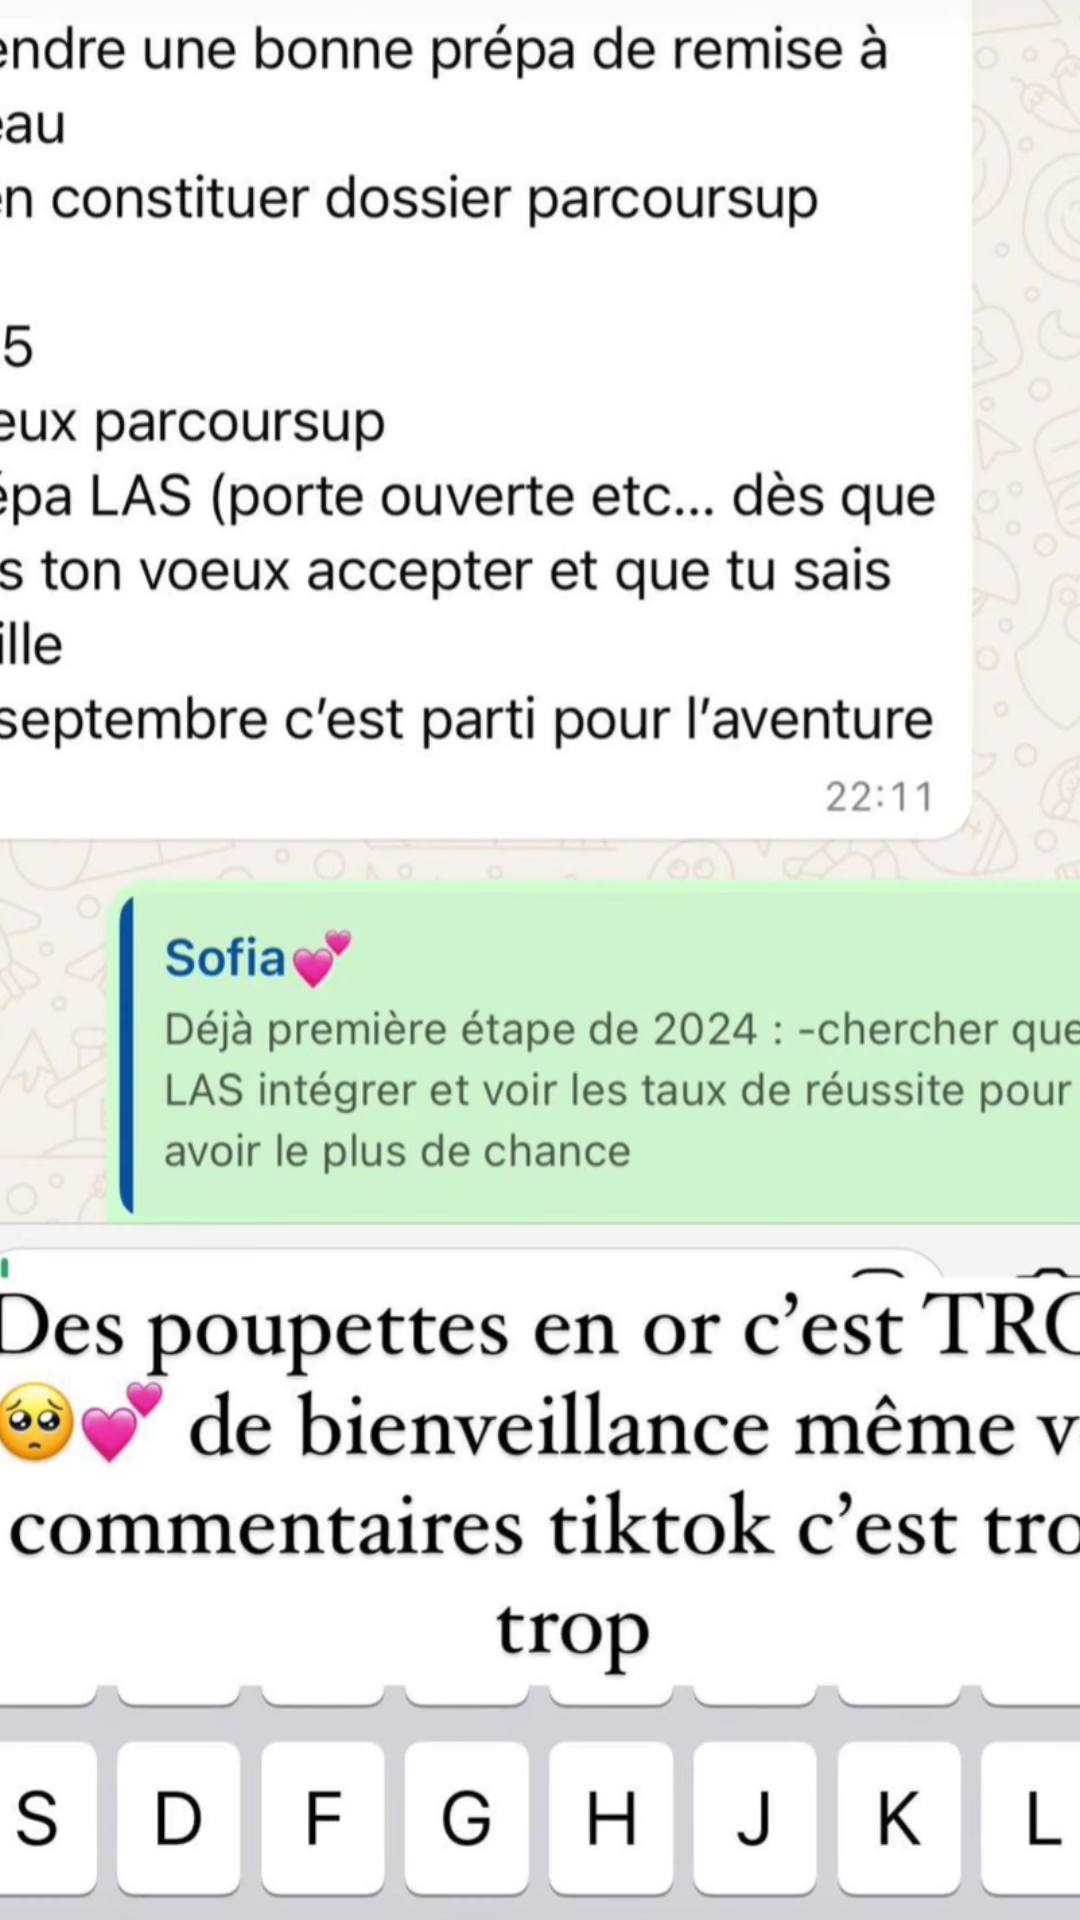 endre une bonne prépa de remise à
eau
en constituer dossier parcoursup
5
eux parcoursup
épa LAS (porte ouverte etc... dès que
s ton voeux accepter et que tu sais
ille
septembre c'est parti pour l'aventure
22:11
Sofia💕
Déjà première étape de 2024 : -chercher que
LAS intégrer et voir les taux de réussite pour
avoir le plus de chance
Des poupettes en or c'est TRO
🥺💕 de bienveillance même v
commentaires tiktok c'est tro
trop
S D F G H J K L